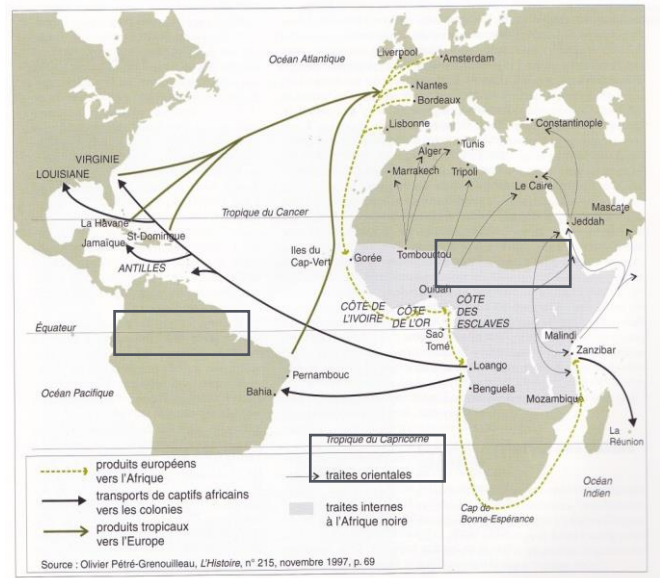 Océan Atlantique
Liverpool
Amsterdam
Nantes
Bordeaux
Lisbonne
Constantinople
Alger
Tunis
Marrakech
Tripoli
Le Caire
Mascate
Jeddah
VIRGINIE
LOUISIANE
La Havane
St-Domingue
Jamaïque
ANTILLES
Tropique du Cancer
Iles du
Cap-Vert
Gorée
Tombouctou
Ouidah
CÔTE DE
L'IVOIRE
CÔTE
DE L'OR
CÔTE
DES
ESCLAVES
Sao
Tomé
Équateur
Malindi
Zanzibar
Loango
Benguela
Mozambique
Pernambouc
Bahia
Océan Pacifique
La
Réunion
Tropique du Capricorne
Océan
Indien
Cap de
Bonne-Espérance
produits européens
vers l'Afrique
transports de captifs africains
vers les colonies
produits tropicaux
vers l'Europe
traites orientales
traites internes
à l'Afrique noire
Source : Olivier Pétré-Grenouilleau, L'Histoire, n° 215, novembre 1997, p. 69